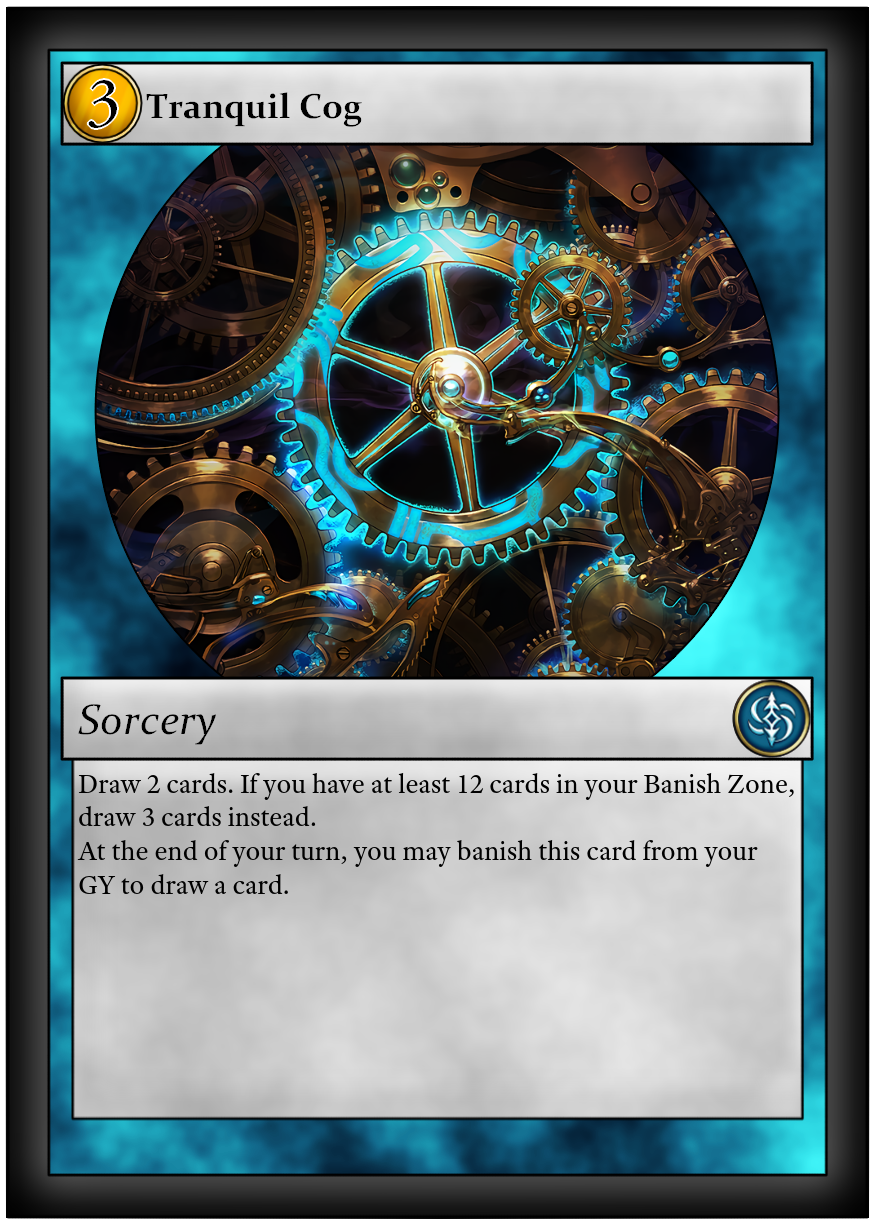 3 Tranquil Cog
Sorcery
Draw 2 cards. If you have at least 12 cards in your Banish Zone,
draw 3 cards instead.
At the end of your turn, you may banish this card from your
GY to draw a card.